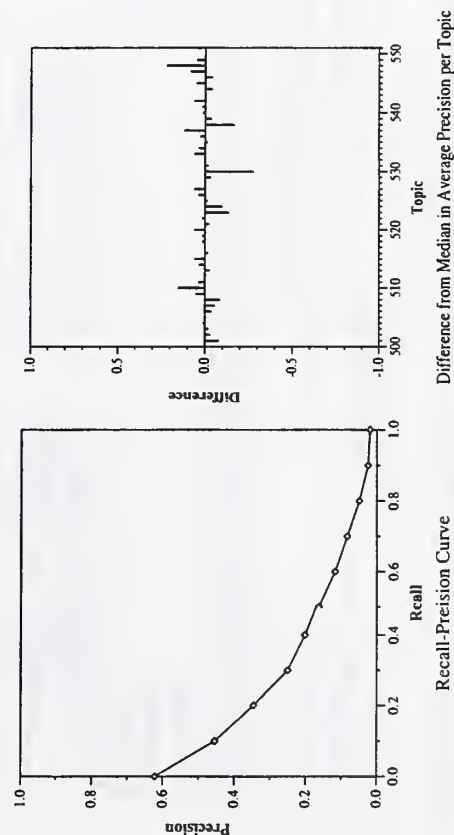 1.0
0.8
0.6
0.4
0.2
0.0
Precision
0.0 0.2 0.4 0.6 0.8 1.0
Rcall
Recall-Preision Curve
1.0
0.5
0.0
-0.5
-1.0
Difference
500 510 520 530 540 550
Topic
Difference from Median in Average Precision per Topic